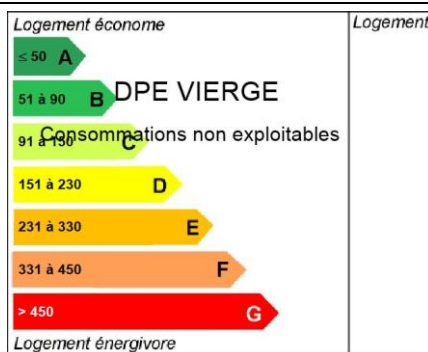 Logement économe
Logement
≤ 50 A
51 à 90 B
DPE VIERGE
91 à 150 C
Consommations non exploitables
151 à 230 D
231 à 330 E
331 à 450 F
> 450 G
Logement énergivore